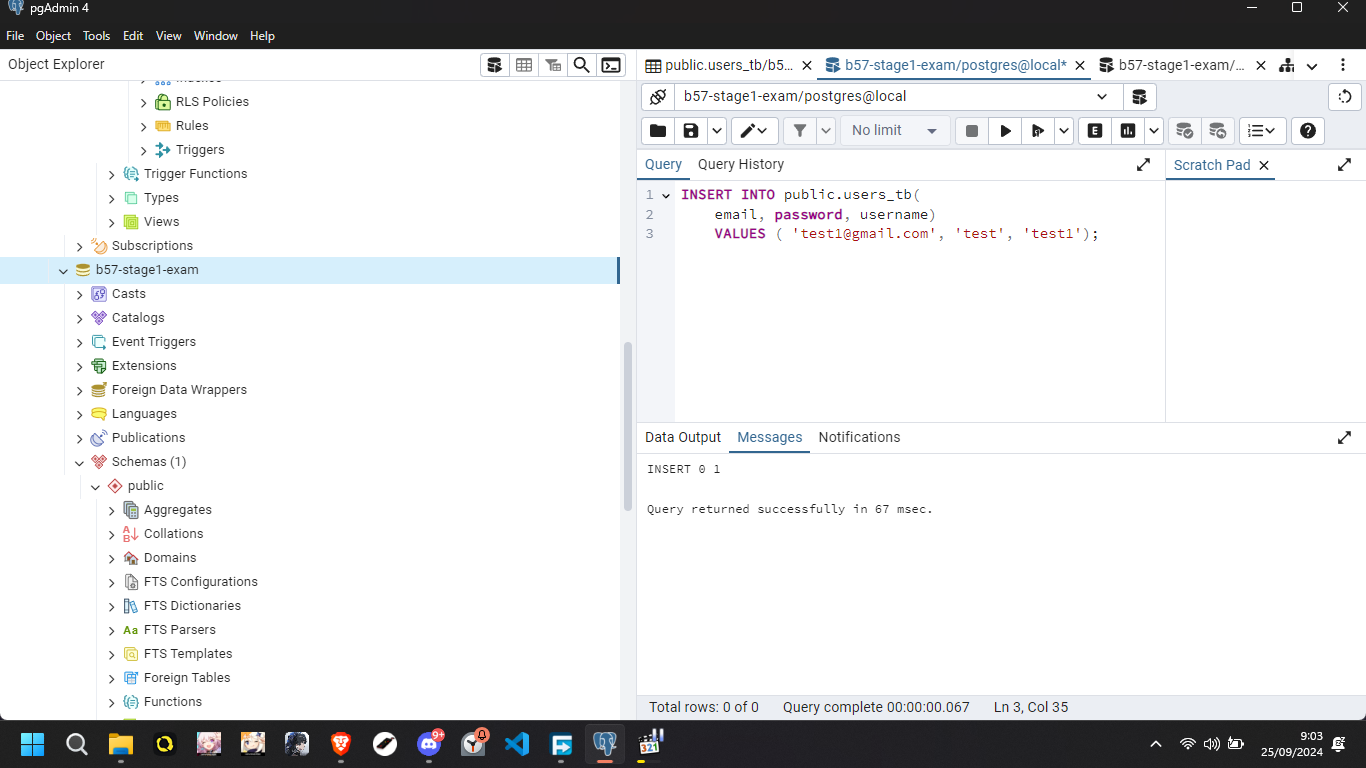 pgAdmin 4
File Object Tools Edit View Window Help
Object Explorer
RLS Policies
Rules
Triggers
Trigger Functions
Types
Views
Subscriptions
b57-stage1-exam
Casts
Catalogs
Event Triggers
Extensions
Foreign Data Wrappers
Languages
Publications
Schemas (1)
public
Aggregates
Collations
Domains
FTS Configurations
FTS Dictionaries
Aa FTS Parsers
FTS Templates
Foreign Tables
Functions
public.users_tb/b5... b57-stage1-exam/postgres@local* b57-stage1-exam/...
b57-stage1-exam/postgres@local
No limit
E
Query Query History
Scratch Pad
1 INSERT INTO public.users_tb(
2 email, password, username)
3 VALUES ( 'test1@gmail.com', 'test', 'test1');
Data Output Messages Notifications
INSERT 0 1
Query returned successfully in 67 msec.
Total rows: 0 of 0 Query complete 00:00:00.067 Ln 3, Col 35
9+
321
9:03
25/09/2024